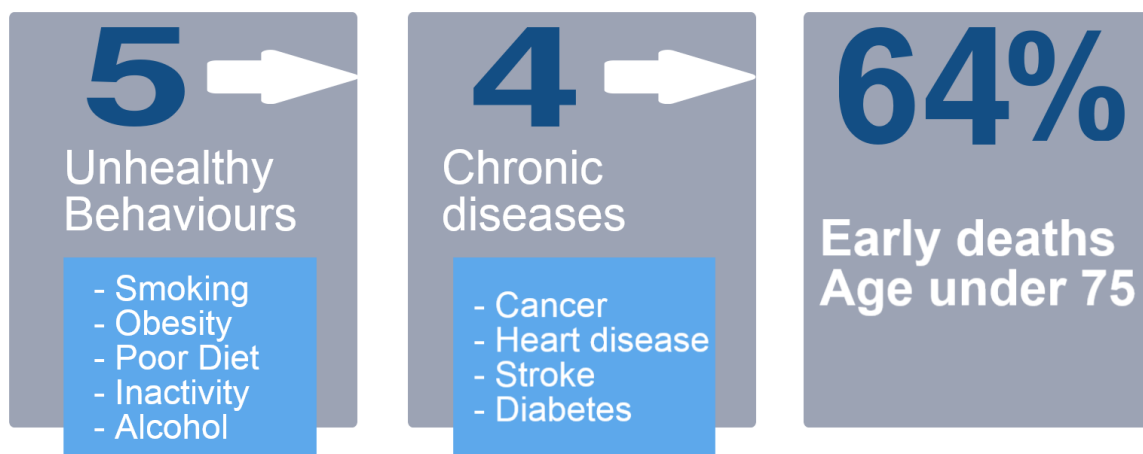 5
Unhealthy
Behaviours
- Smoking
- Obesity
- Poor Diet
- Inactivity
- Alcohol
4
Chronic
diseases
- Cancer
- Heart disease
- Stroke
- Diabetes
64%
Early deaths
Age under 75